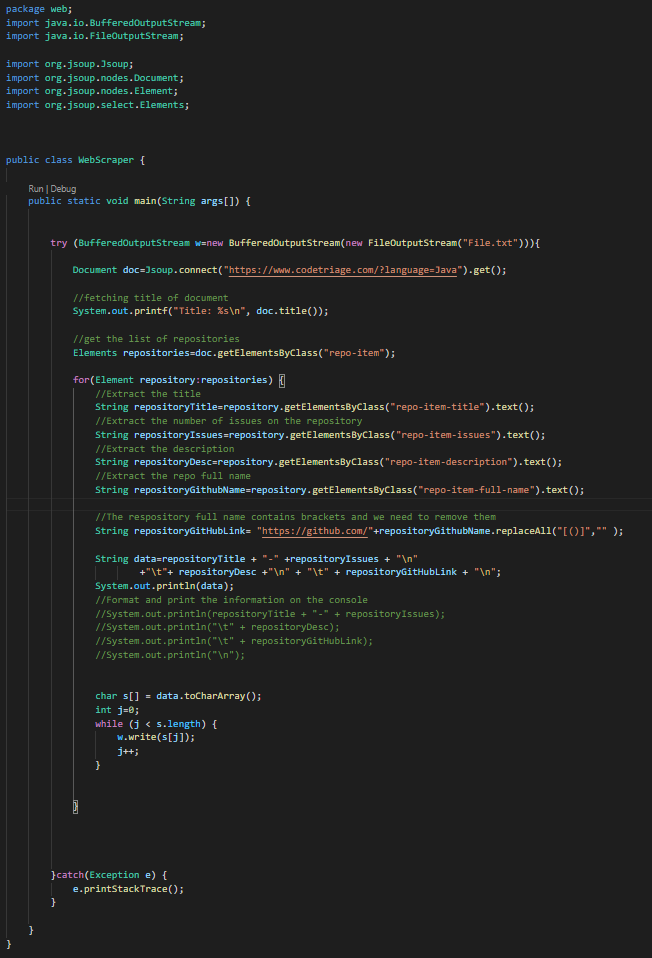 package web;
import java.io.BufferedOutputStream;
import java.io.FileOutputStream;
import org.jsoup.Jsoup;
import org.jsoup.nodes.Document;
import org.jsoup.nodes.Element;
import org.jsoup.select.Elements;
public class WebScraper {
Run | Debug
public static void main(String args[]) {
try (BufferedOutputStream w=new BufferedOutputStream(new FileOutputStream("File.txt"))){
Document doc=Jsoup.connect("https://www.codetriage.com/?language=Java").get();
//fetching title of document
System.out.printf("Title: %s\n", doc.title());
//get the list of repositories
Elements repositories=doc.getElementsByClass("repo-item");
for(Element repository:repositories) {
//Extract the title
String repositoryTitle=repository.getElementsByClass("repo-item-title").text();
//Extract the number of issues on the repository
String repositoryIssues=repository.getElementsByClass("repo-item-issues").text();
//Extract the description
String repositoryDesc=repository.getElementsByClass("repo-item-description").text();
//Extract the repo full name
String repositoryGithubName=repository.getElementsByClass("repo-item-full-name").text();
//The respository full name contains brackets and we need to remove them
String repositoryGitHubLink= "https://github.com/"+repositoryGithubName.replaceAll("[()]","" );
String data=repositoryTitle + "-" +repositoryIssues + "\n"
+"\t"+ repositoryDesc +"\n" + "\t" + repositoryGitHubLink + "\n";
System.out.println(data);
//Format and print the information on the console
//System.out.println(repositoryTitle + "-" + repositoryIssues);
//System.out.println("\t" + repositoryDesc);
//System.out.println("\t" + repositoryGitHubLink);
//System.out.println("\n");
char s[] = data.toCharArray();
int j=0;
while (j < s.length) {
w.write(s[j]);
j++;
}
}
}catch(Exception e) {
e.printStackTrace();
}
}
}